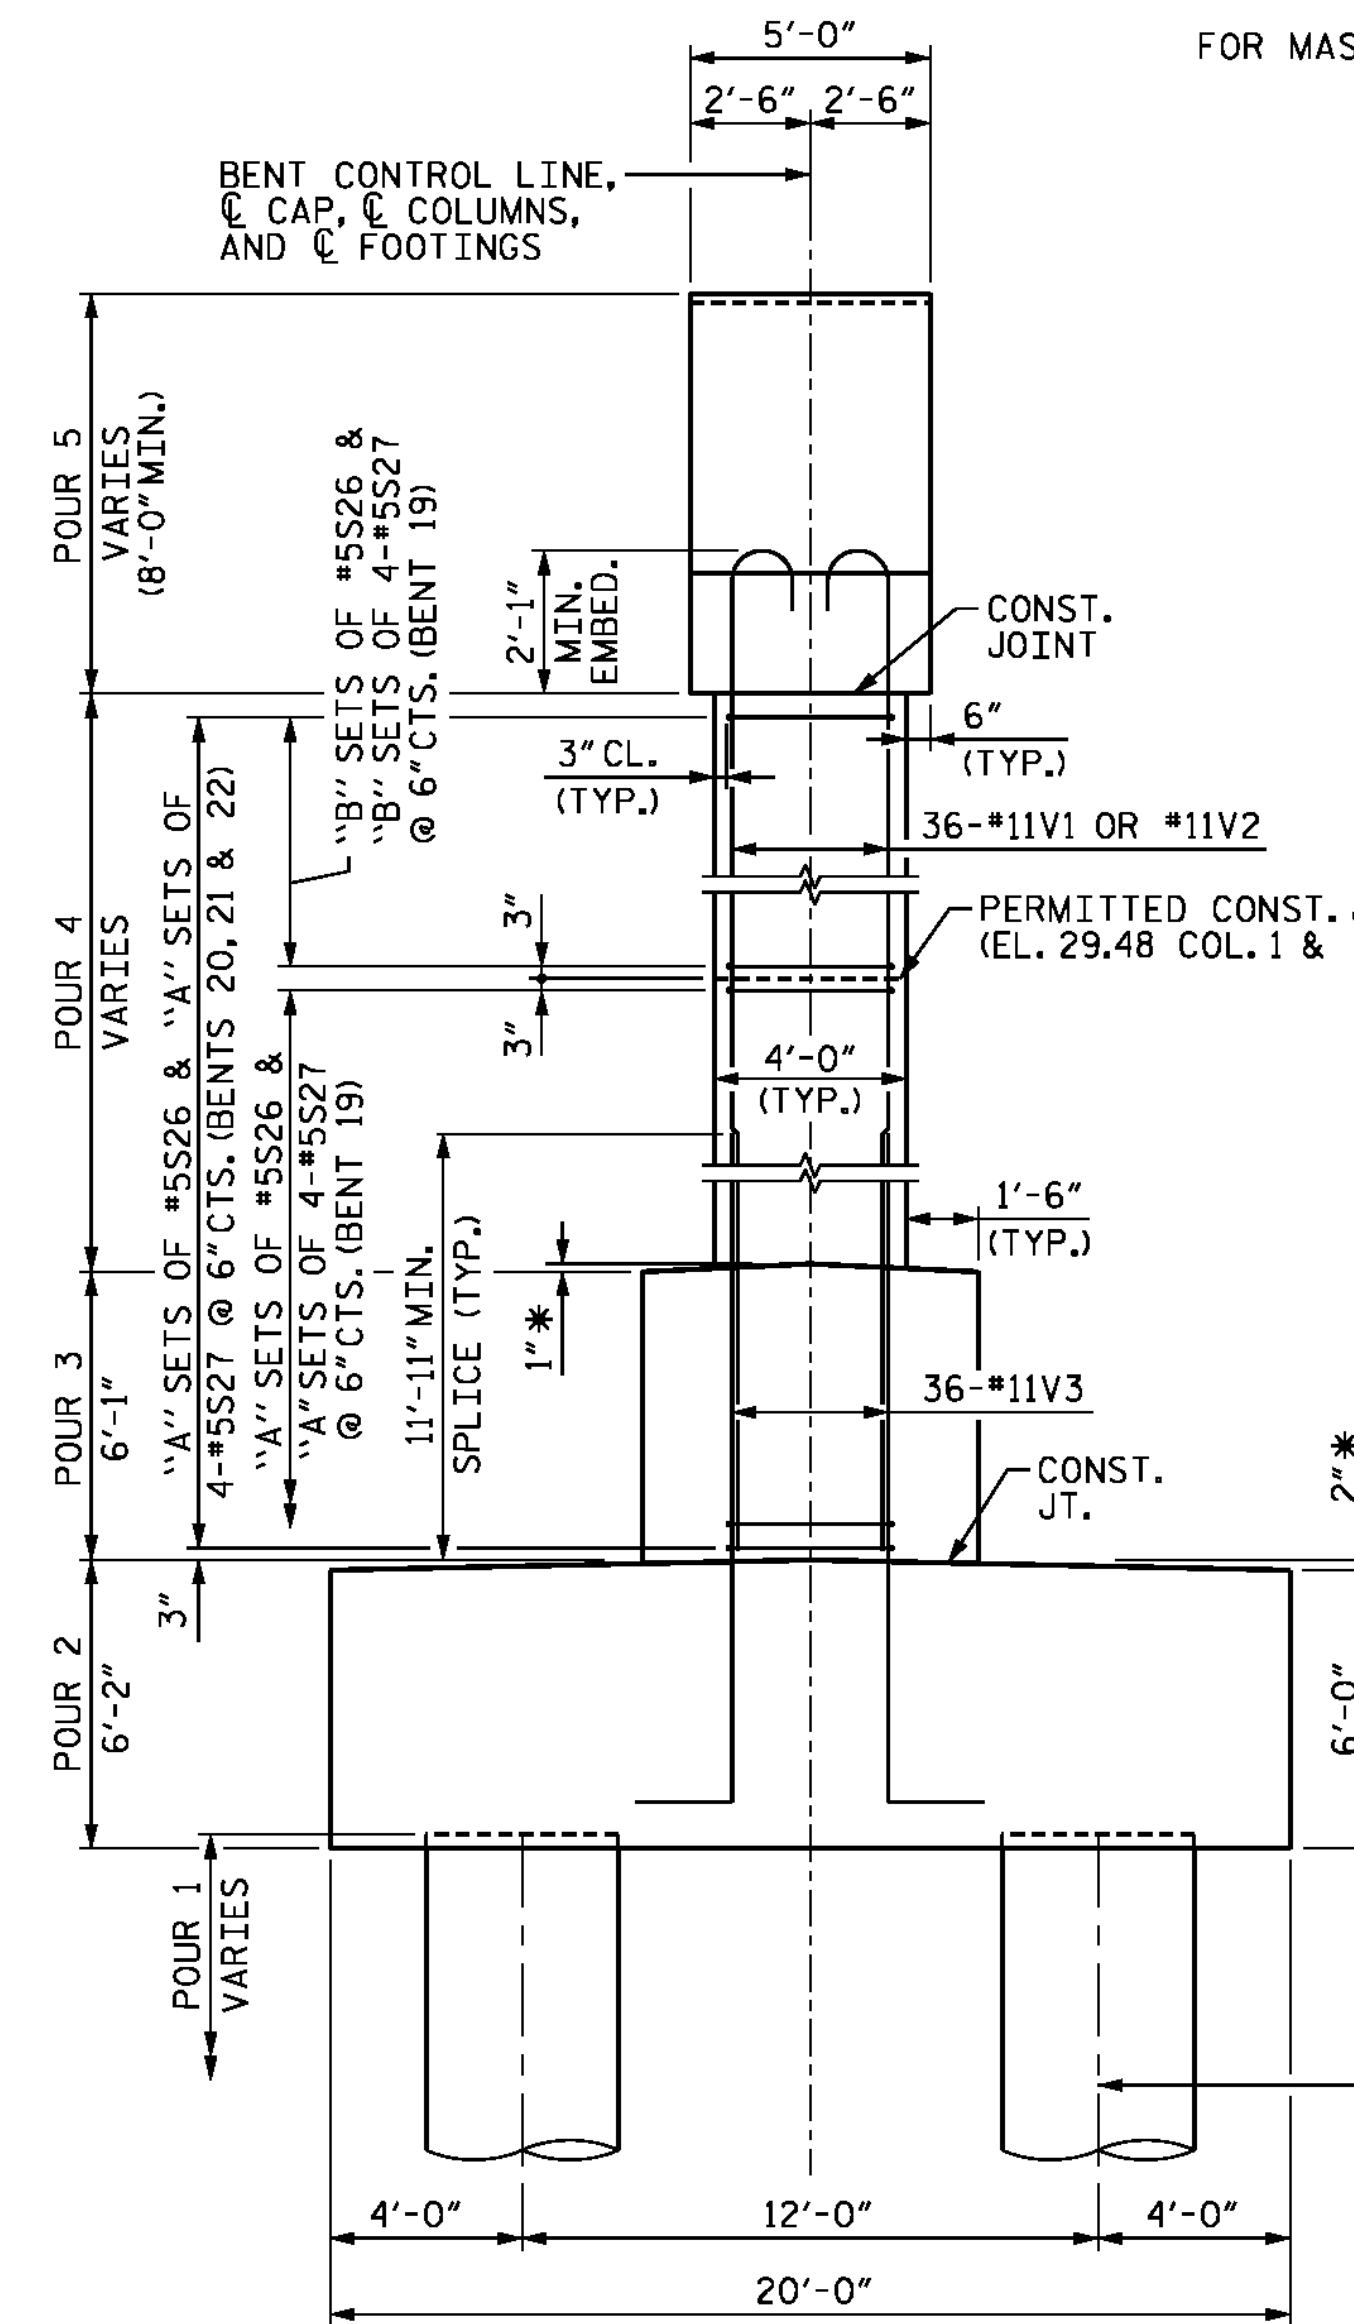 5'-0"
FOR MAS
2'-6" 2'-6"
BENT CONTROL LINE,
℄ CAP, ℄ COLUMNS,
AND ℄ FOOTINGS
POUR 5
VARIES
(8'-0" MIN.)
"B" SETS OF #5S26 &
"B" SETS OF 4-#5S27
@ 6" CTS. (BENT 19)
2'-1"
MIN.
EMBED.
CONST.
JOINT
6"
(TYP.)
3" CL.
(TYP.)
36-#11V1 OR #11V2
POUR 4
VARIES
"A" SETS OF #5S26 & "A" SETS OF
4-#5S27 @ 6" CTS. (BENTS 20, 21 & 22)
"A" SETS OF #5S26 &
"A" SETS OF 4-#5S27
@ 6" CTS. (BENT 19)
3"
3"
PERMITTED CONST.
(EL. 29.48 COL. 1 &
4'-0"
(TYP.)
1'-6"
(TYP.)
11'-11" MIN.
SPLICE (TYP.)
1"*
POUR 3
6'-1"
36-#11V3
CONST.
JT.
2"*
3"
POUR 2
6'-2"
6'-0"
POUR 1
VARIES
4'-0" 12'-0" 4'-0"
20'-0"